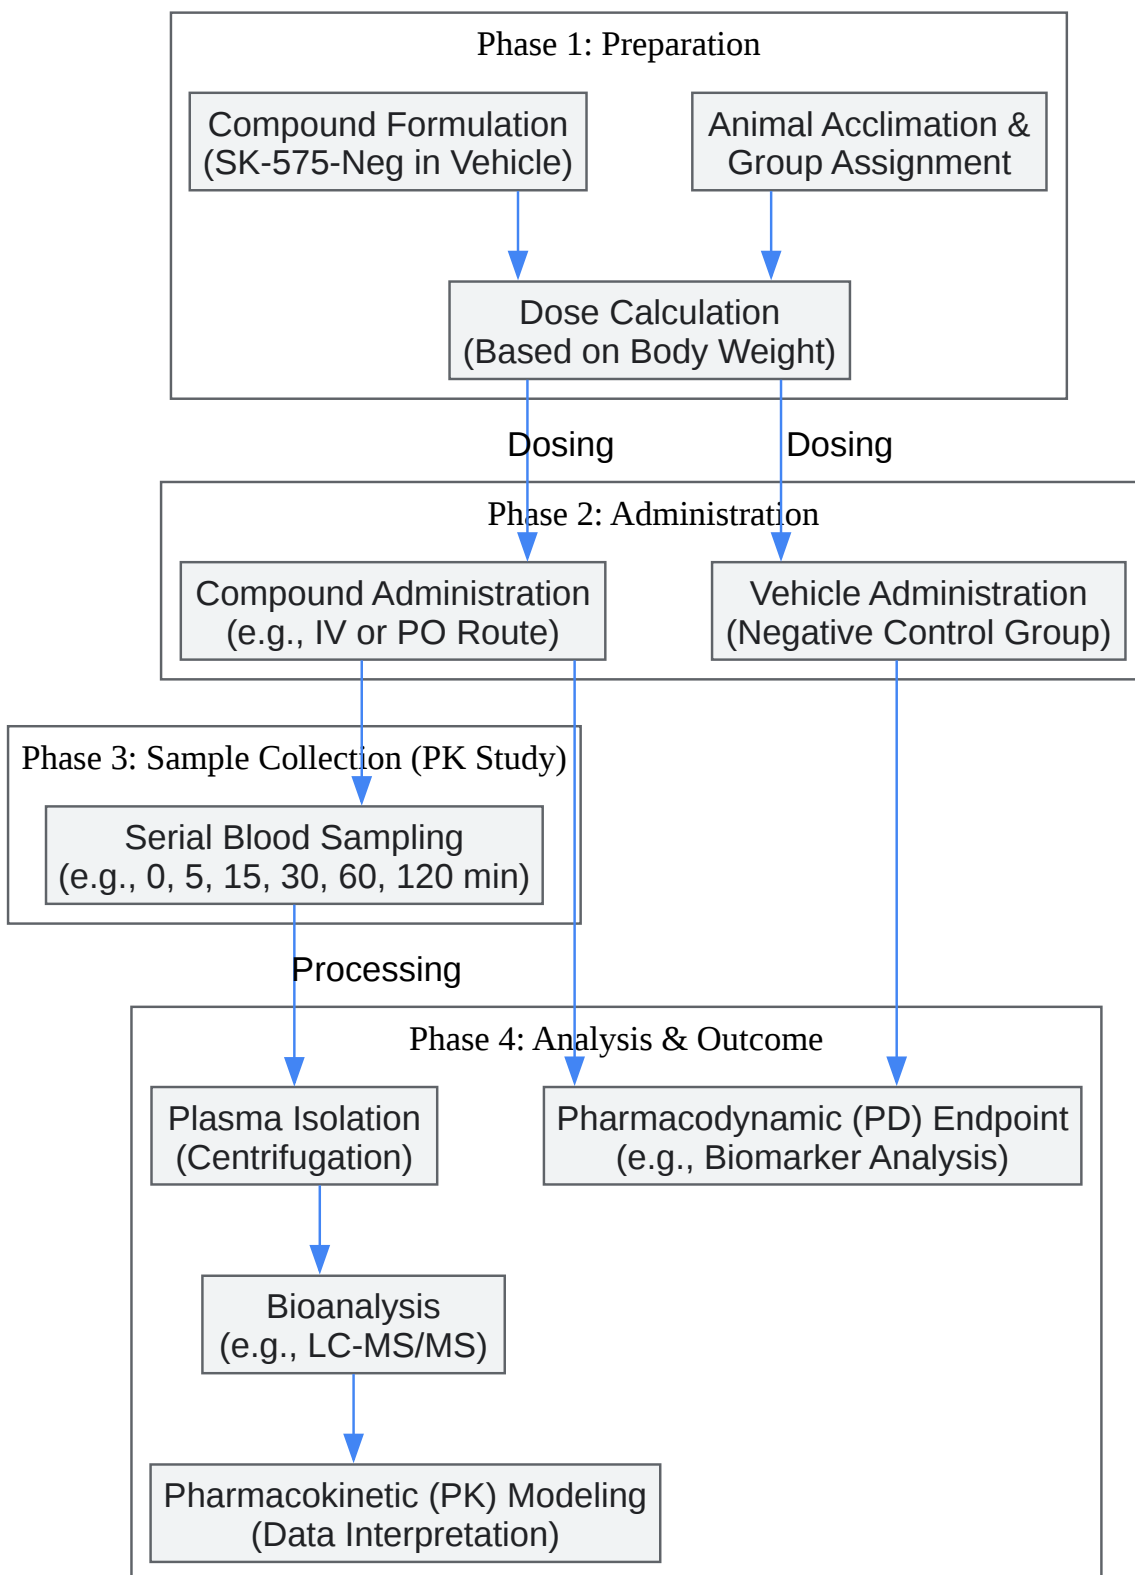 Phase 1: Preparation
Compound Formulation
(SK-575-Neg in Vehicle)
Animal Acclimation &
Group Assignment
Dose Calculation
(Based on Body Weight)
Dosing
Dosing
Phase 2: Administration
Compound Administration
(e.g., IV or PO Route)
Vehicle Administration
(Negative Control Group)
Phase 3: Sample Collection (PK Study)
Serial Blood Sampling
(e.g., 0, 5, 15, 30, 60, 120 min)
Processing
Phase 4: Analysis & Outcome
Plasma Isolation
(Centrifugation)
Pharmacodynamic (PD) Endpoint
(e.g., Biomarker Analysis)
Bioanalysis
(e.g., LC-MS/MS)
Pharmacokinetic (PK) Modeling
(Data Interpretation)